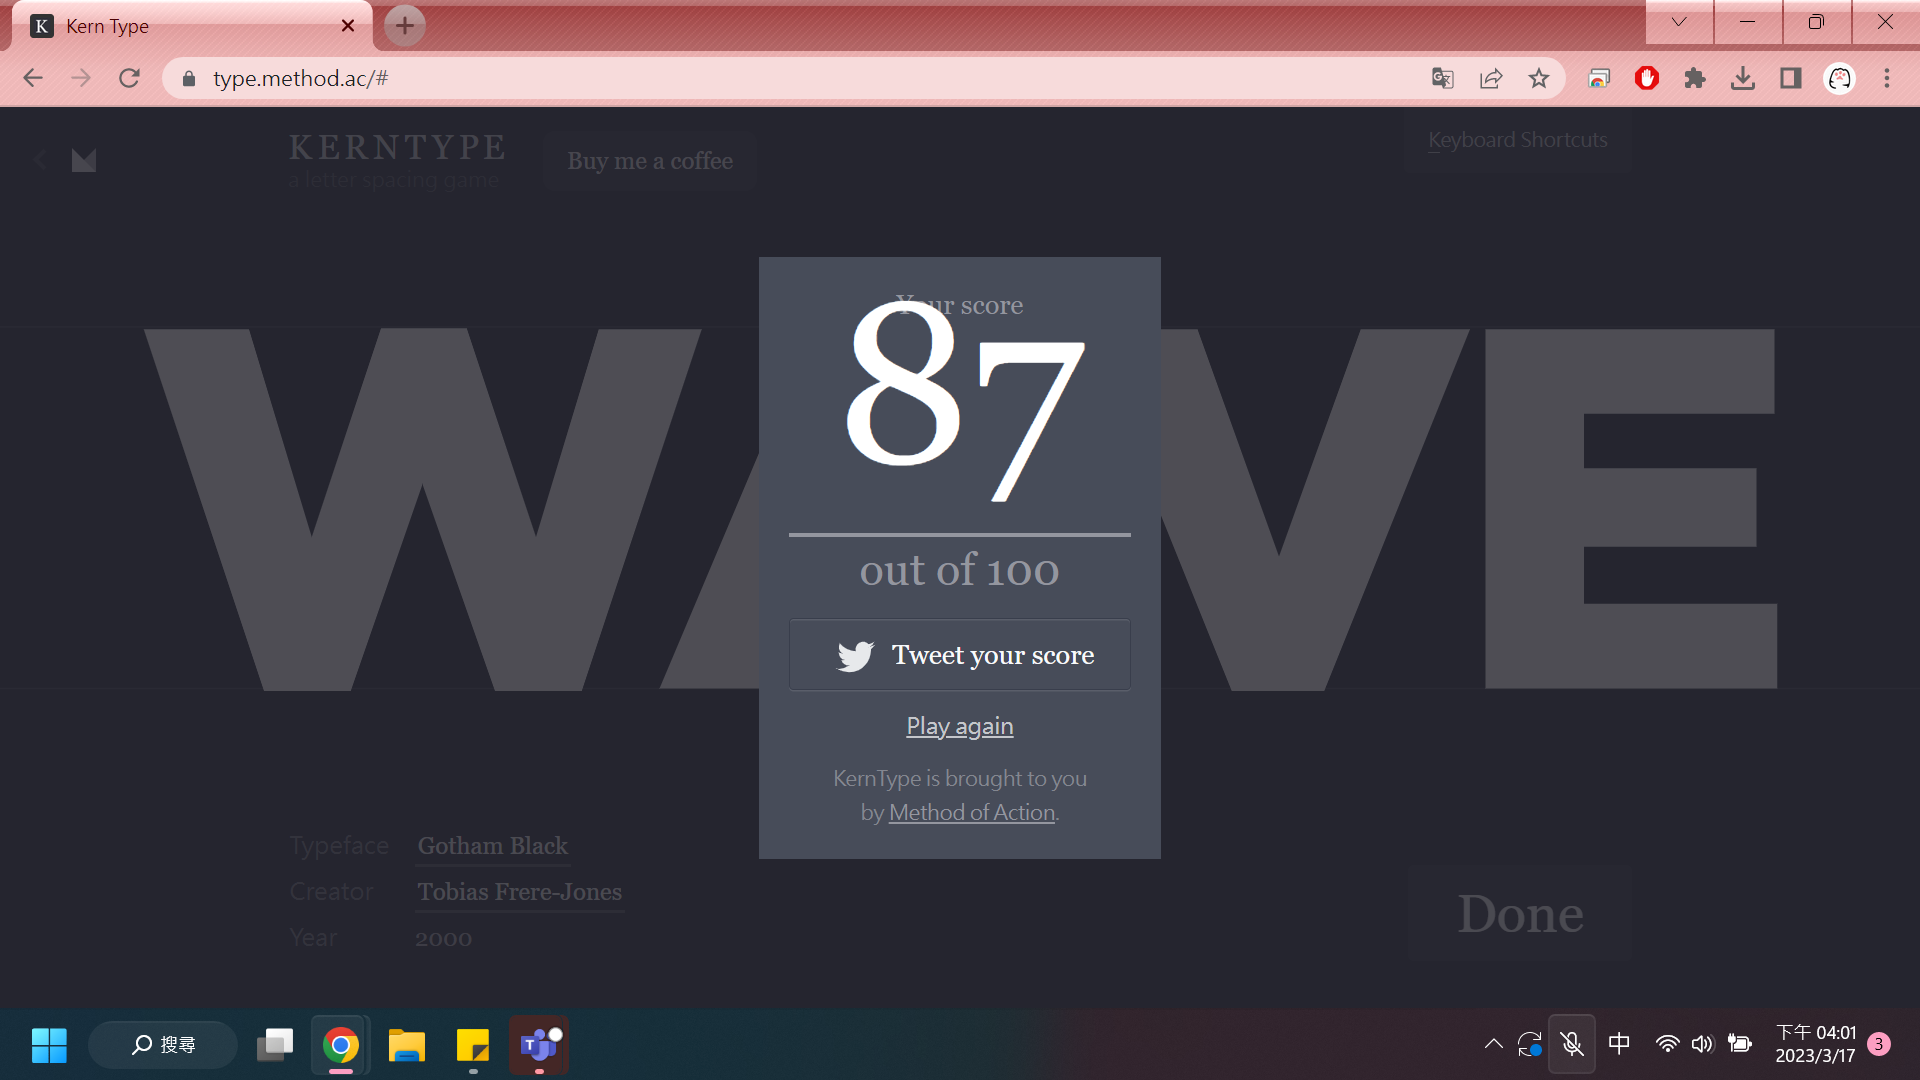 K Kern Type
type.method.ac/#
KERNTYPE
a letter spacing game
Buy me a coffee
Keyboard Shortcuts
Your score
87
out of 100
Tweet your score
Play again
KernType is brought to you
by Method of Action.
WAVE
Typeface Gotham Black
Creator Tobias Frere-Jones
Year 2000
Done
搜尋
中
下午 04:01
2023/3/17
3